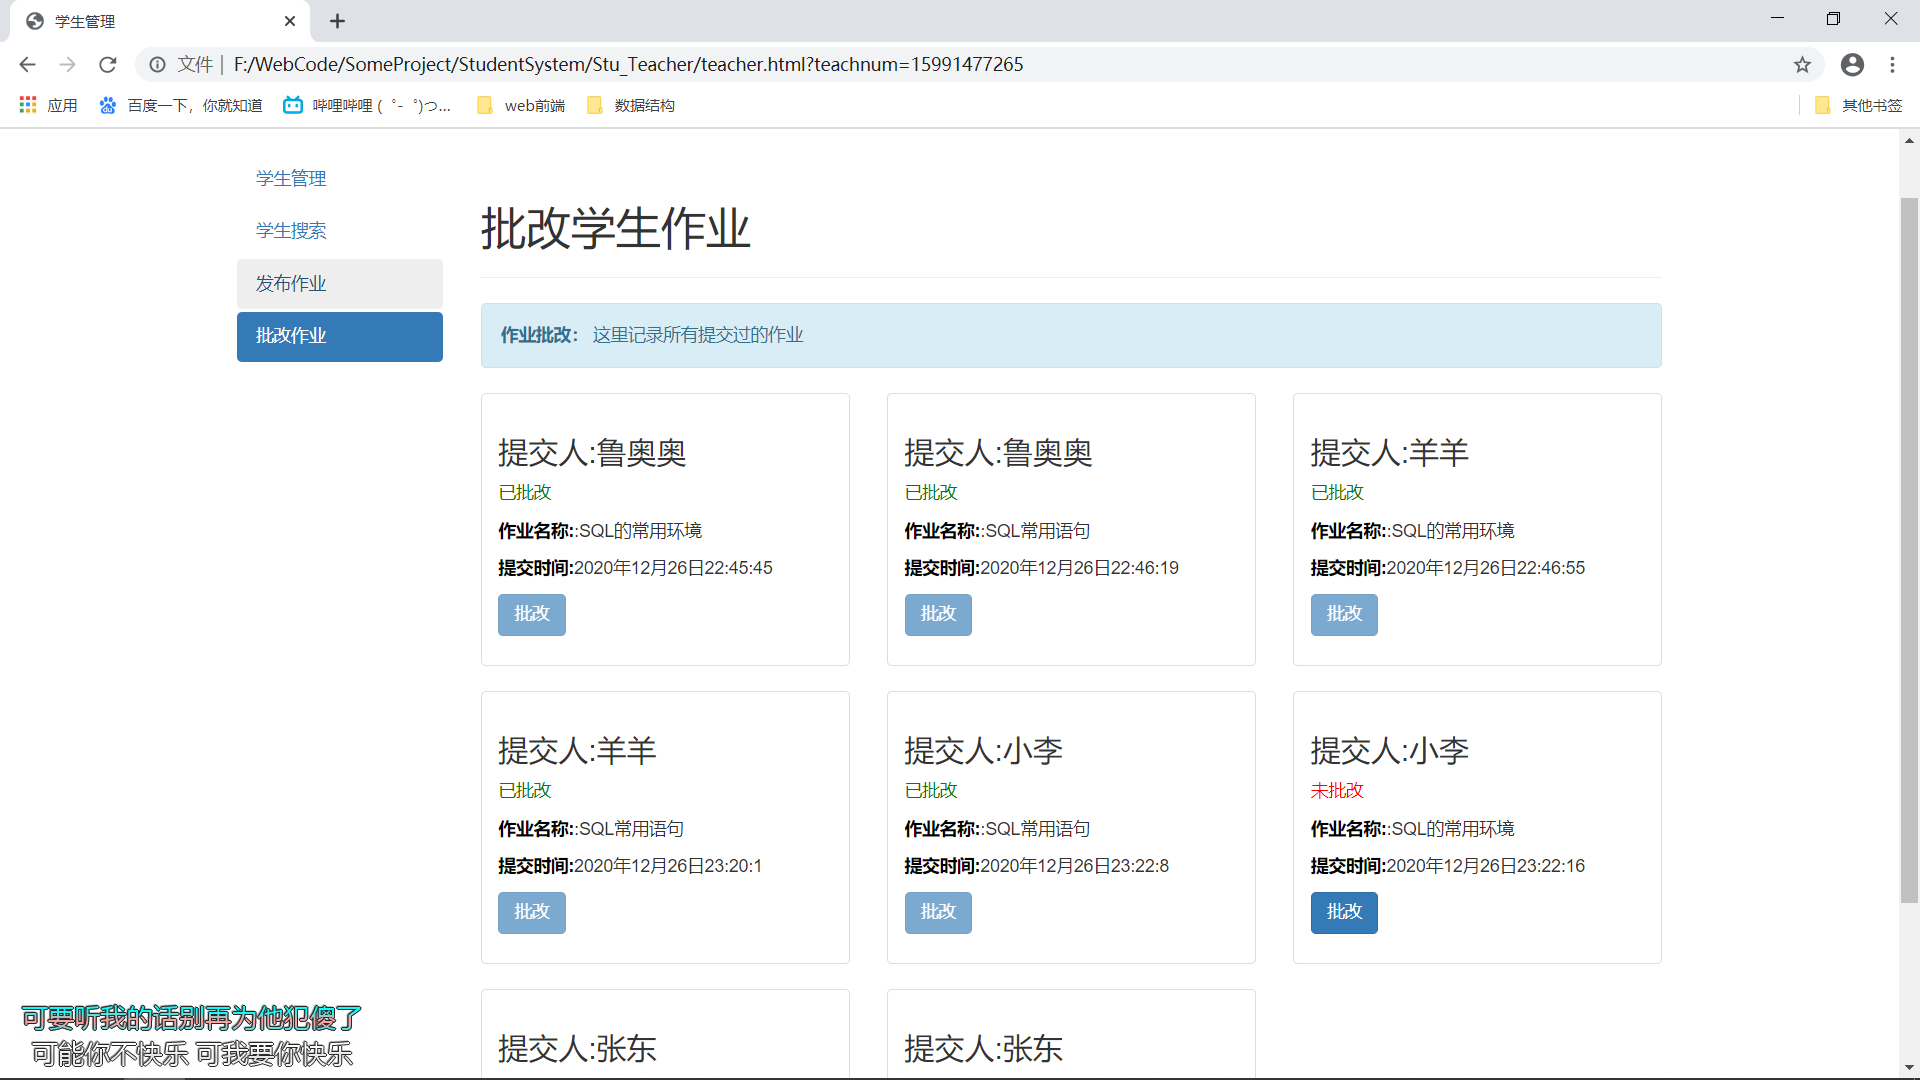 学生管理
文件 | F:/WebCode/SomeProject/StudentSystem/Stu_Teacher/teacher.html?teachnum=15991477265
应用 百度一下，你就知道 哔哩哔哩 ( ゜- ゜)つ... web前端 数据结构 其他书签
学生管理
学生搜索
发布作业
批改作业
批改学生作业
作业批改： 这里记录所有提交过的作业
提交人:鲁奥奥
已批改
作业名称::SQL的常用环境
提交时间:2020年12月26日22:45:45
批改
提交人:鲁奥奥
已批改
作业名称::SQL常用语句
提交时间:2020年12月26日22:46:19
批改
提交人:羊羊
已批改
作业名称::SQL的常用环境
提交时间:2020年12月26日22:46:55
批改
提交人:羊羊
已批改
作业名称::SQL常用语句
提交时间:2020年12月26日23:20:1
批改
提交人:小李
已批改
作业名称::SQL常用语句
提交时间:2020年12月26日23:22:8
批改
提交人:小李
未批改
作业名称::SQL的常用环境
提交时间:2020年12月26日23:22:16
批改
提交人:张东
提交人:张东
可要听我的话别再为他犯傻了
可能你不快乐 可我要你快乐